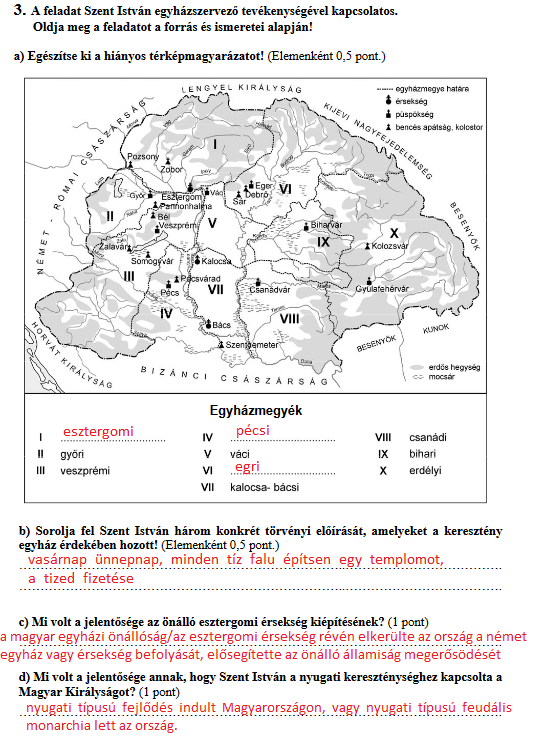 3. A feladat Szent István egyházszervező tevékenységével kapcsolatos.
Oldja meg a feladatot a forrás és ismeretei alapján!
a) Egészítse ki a hiányos térképmagyarázatot! (Elemenként 0,5 pont.)
LENGYEL KIRÁLYSÁG
KIJEVI NAGYFEJEDELEMSÉG
NÉMET - RÓMAI CSÁSZÁRSÁG
BESENYŐK
egyházmegye határa
érsekség
püspökség
bencés apátság, kolostor
I
Pozsony
Zobor
Győr
Esztergom
Vác
Eger
Debrő
Sár
VI
Pannonhalma
II
Bél
Veszprém
V
Biharvár
X
IX
Kolozsvár
Zalavár
Somogyvár
Kalocsa
III
Pécsvárad
VII
Pécs
Csanádvár
Gyulafehérvár
IV
VIII
Bács
Szentdemeter
BESENYŐK
KUNOK
HORVÁT KIRÁLYSÁG
BIZÁNCI CSÁSZÁRSÁG
erdős hegység
mocsár
Egyházmegyék
I esztergomi IV pécsi VIII csanádi
II győri V váci IX bihari
III veszprémi VI egri X erdélyi
VII kalocsa- bácsi
b) Sorolja fel Szent István három konkrét törvényi előírását, amelyeket a keresztény
egyház érdekében hozott! (Elemenként 0,5 pont.)
vasárnap ünnepnap, minden tíz falu építsen egy templomot,
a tized fizetése
c) Mi volt a jelentősége az önálló esztergomi érsekség kiépítésének? (1 pont)
a magyar egyházi önállóság/az esztergomi érsekség révén elkerülte az ország a német
egyház vagy érsekség befolyását, elősegítette az önálló államiság megerősödését
d) Mi volt a jelentősége annak, hogy Szent István a nyugati kereszténységhez kapcsolta a
Magyar Királyságot? (1 pont)
nyugati típusú fejlődés indult Magyarországon, vagy nyugati típusú feudális
monarchia lett az ország.